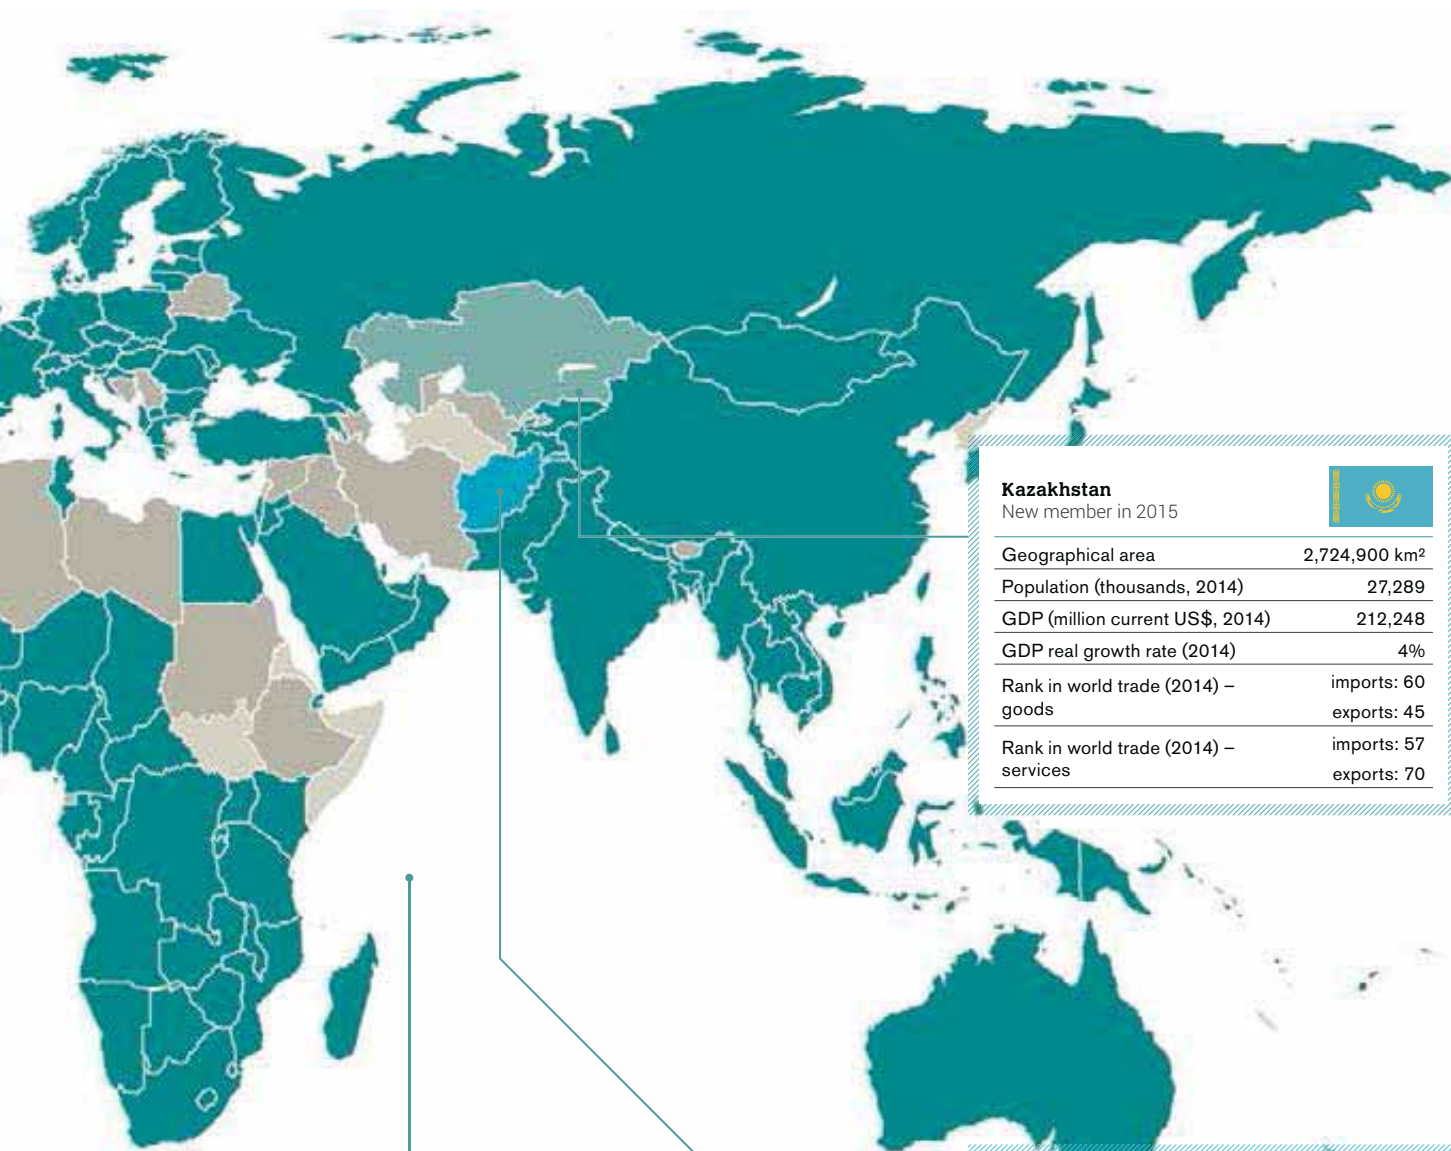 Kazakhstan
New member in 2015
Geographical area 2,724,900 km²
Population (thousands, 2014) 27,289
GDP (million current US$, 2014) 212,248
GDP real growth rate (2014) 4%
Rank in world trade (2014) – goods imports: 60
exports: 45
Rank in world trade (2014) – services imports: 57
exports: 70